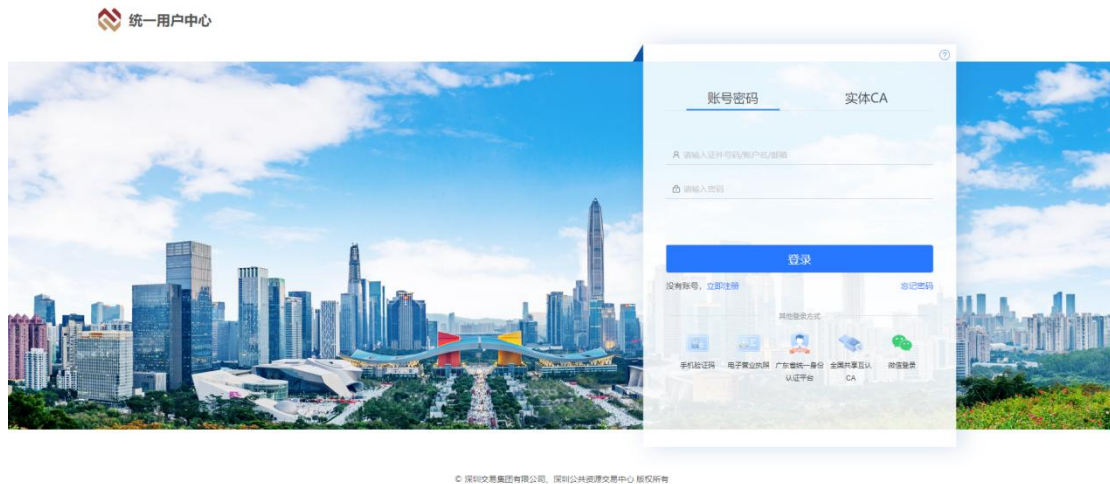 统一用户中心
账号密码
实体CA
请输入证件号码/用户名/邮箱
请输入密码
登录
没有账号，立即注册
忘记密码
其他登录方式
手机验证码
电子营业执照
广东省统一身份
认证平台
全国共享互认
CA
微信登录
© 深圳交易集团有限公司、深圳公共资源交易中心 版权所有